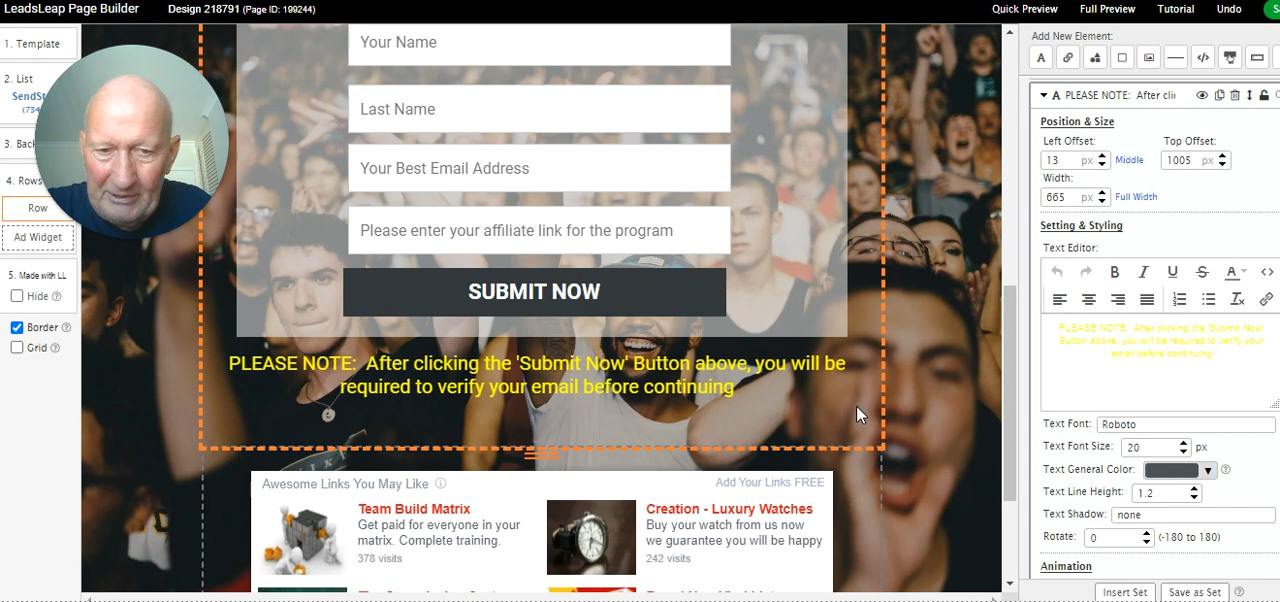 LeadsLeap Page Builder
Design 218791 (Page ID: 199244)
Quick Preview
Full Preview
Tutorial
Undo
1. Template
2. List
SendSt
(734
3. Back
4. Rows
Row
Ad Widget
5. Made with LL
Hide
Border
Grid
Your Name
Last Name
Your Best Email Address
Please enter your affiliate link for the program
SUBMIT NOW
PLEASE NOTE: After clicking the 'Submit Now' Button above, you will be
required to verify your email before continuing
Awesome Links You May Like
Add Your Links FREE
Team Build Matrix
Get paid for everyone in your
matrix. Complete training.
378 visits
Creation - Luxury Watches
Buy your watch from us now
we guarantee you will be happy
242 visits
Add New Element:
A PLEASE NOTE: After cli
Position & Size
Left Offset:
Top Offset:
13 px Middle
1005 px
Width:
665 px Full Width
Setting & Styling
Text Editor:
PLEASE NOTE: After clicking the 'Submit Now'
Button above, you will be required to verify your
email before continuing
Text Font: Roboto
Text Font Size: 20 px
Text General Color:
Text Line Height: 1.2
Text Shadow: none
Rotate: 0 (-180 to 180)
Animation
Insert Set
Save as Set